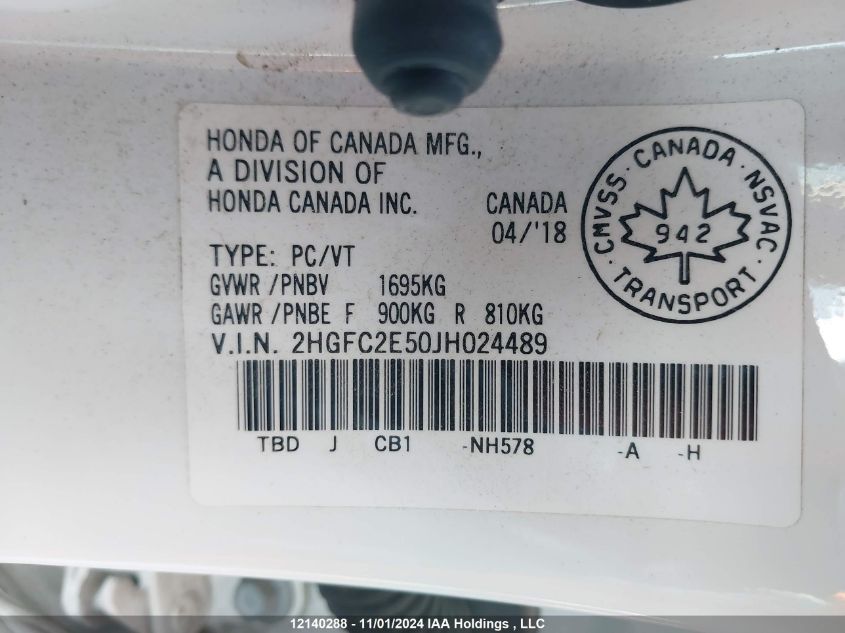 HONDA OF CANADA MFG.,
A DIVISION OF
HONDA CANADA INC. CANADA
04/'18
TYPE: PC/VT
GVWR /PNBV 1695KG
GAWR /PNBE F 900KG R 810KG
V.I.N. 2HGFC2E50JH024489
TBD J CB1 -NH578 -A -H
CMVSS · CANADA · NSVAC · TRANSPORT ·
942
12140288 - 11/01/2024 IAA Holdings , LLC